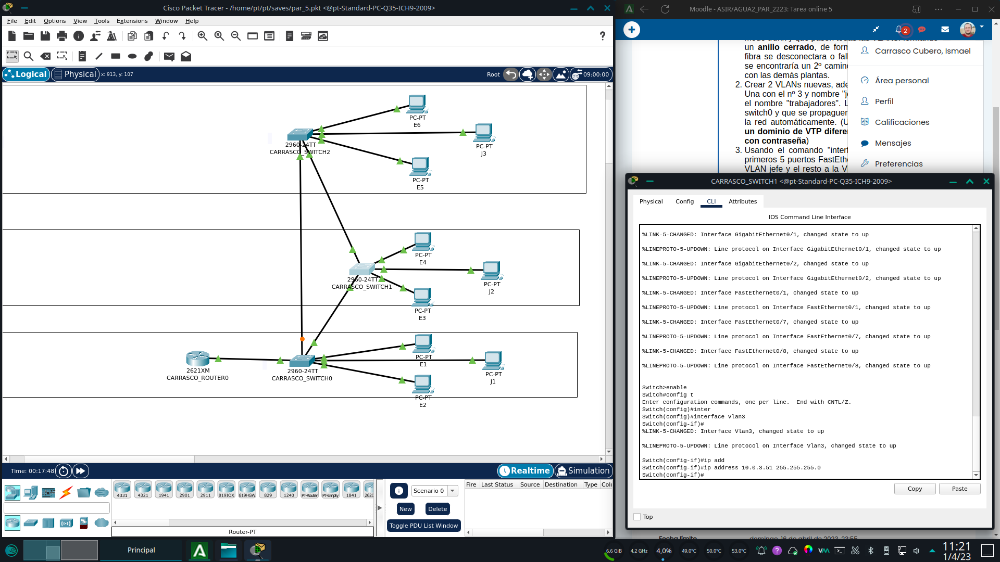 Cisco Packet Tracer - /home/pt/pt/saves/par_5.pkt <@pt-Standard-PC-Q35-ICH9-2009>
File Edit Options View Tools Extensions Window Help
?
Logical
Physical
x: 913, y: 107
Root
09:00:00
PC-PT
E6
2960-24TT
CARRASCO_SWITCH2
PC-PT
J3
PC-PT
E5
PC-PT
E4
2960-24TT
CARRASCO_SWITCH1
PC-PT
J2
PC-PT
E3
2621XM
CARRASCO_ROUTER0
2960-24TT
CARRASCO_SWITCH0
PC-PT
E1
PC-PT
J1
PC-PT
E2
Time: 00:17:48
Realtime
Simulation
4331 4321 1941 2901 2911 819IOX 819HGW 829 1240 PT-Router PT-Empty 1841 2620
Router-PT
Scenario 0
New
Delete
Toggle PDU List Window
Fire Last Status Source Destination Type Colo
Moodle - ASIR/AGUA2_PAR_2223: Tarea online 5
2
un anillo cerrado, de form
fibra se desconectara o fall
se encontraría un 2º camino
con las demás plantas.
2. Crear 2 VLANs nuevas, ade
Una con el nº 3 y nombre "je
el nombre "trabajadores". L
switch0 y que se propaguen
la red automáticamente. (U
un dominio de VTP diferen
con contraseña)
3. Usando el comando "interf
primeros 5 puertos FastEthe
VLAN jefe y el resto a la V
Carrasco Cubero, Ismael
Área personal
Perfil
Calificaciones
Mensajes
Preferencias
CARRASCO_SWITCH1 <@pt-Standard-PC-Q35-ICH9-2009>
Physical Config CLI Attributes
IOS Command Line Interface
%LINK-5-CHANGED: Interface GigabitEthernet0/1, changed state to up
%LINEPROTO-5-UPDOWN: Line protocol on Interface GigabitEthernet0/1, changed state to up
%LINK-5-CHANGED: Interface GigabitEthernet0/2, changed state to up
%LINEPROTO-5-UPDOWN: Line protocol on Interface GigabitEthernet0/2, changed state to up
%LINK-5-CHANGED: Interface FastEthernet0/1, changed state to up
%LINEPROTO-5-UPDOWN: Line protocol on Interface FastEthernet0/1, changed state to up
%LINK-5-CHANGED: Interface FastEthernet0/7, changed state to up
%LINEPROTO-5-UPDOWN: Line protocol on Interface FastEthernet0/7, changed state to up
%LINK-5-CHANGED: Interface FastEthernet0/8, changed state to up
%LINEPROTO-5-UPDOWN: Line protocol on Interface FastEthernet0/8, changed state to up
Switch>enable
Switch#config t
Enter configuration commands, one per line. End with CNTL/Z.
Switch(config)#inter
Switch(config)#interface vlan3
Switch(config-if)#
%LINK-5-CHANGED: Interface Vlan3, changed state to up
%LINEPROTO-5-UPDOWN: Line protocol on Interface Vlan3, changed state to up
Switch(config-if)#ip add
Switch(config-if)#ip address 10.0.3.51 255.255.255.0
Switch(config-if)#
Copy
Paste
Top
Fecha límite
domingo, 16 de abril de 2023, 23:55
Principal
6,6 GiB
4,2 GHz
4,0%
49,0°C
50,0°C
53,0°C
11:21
1/4/23